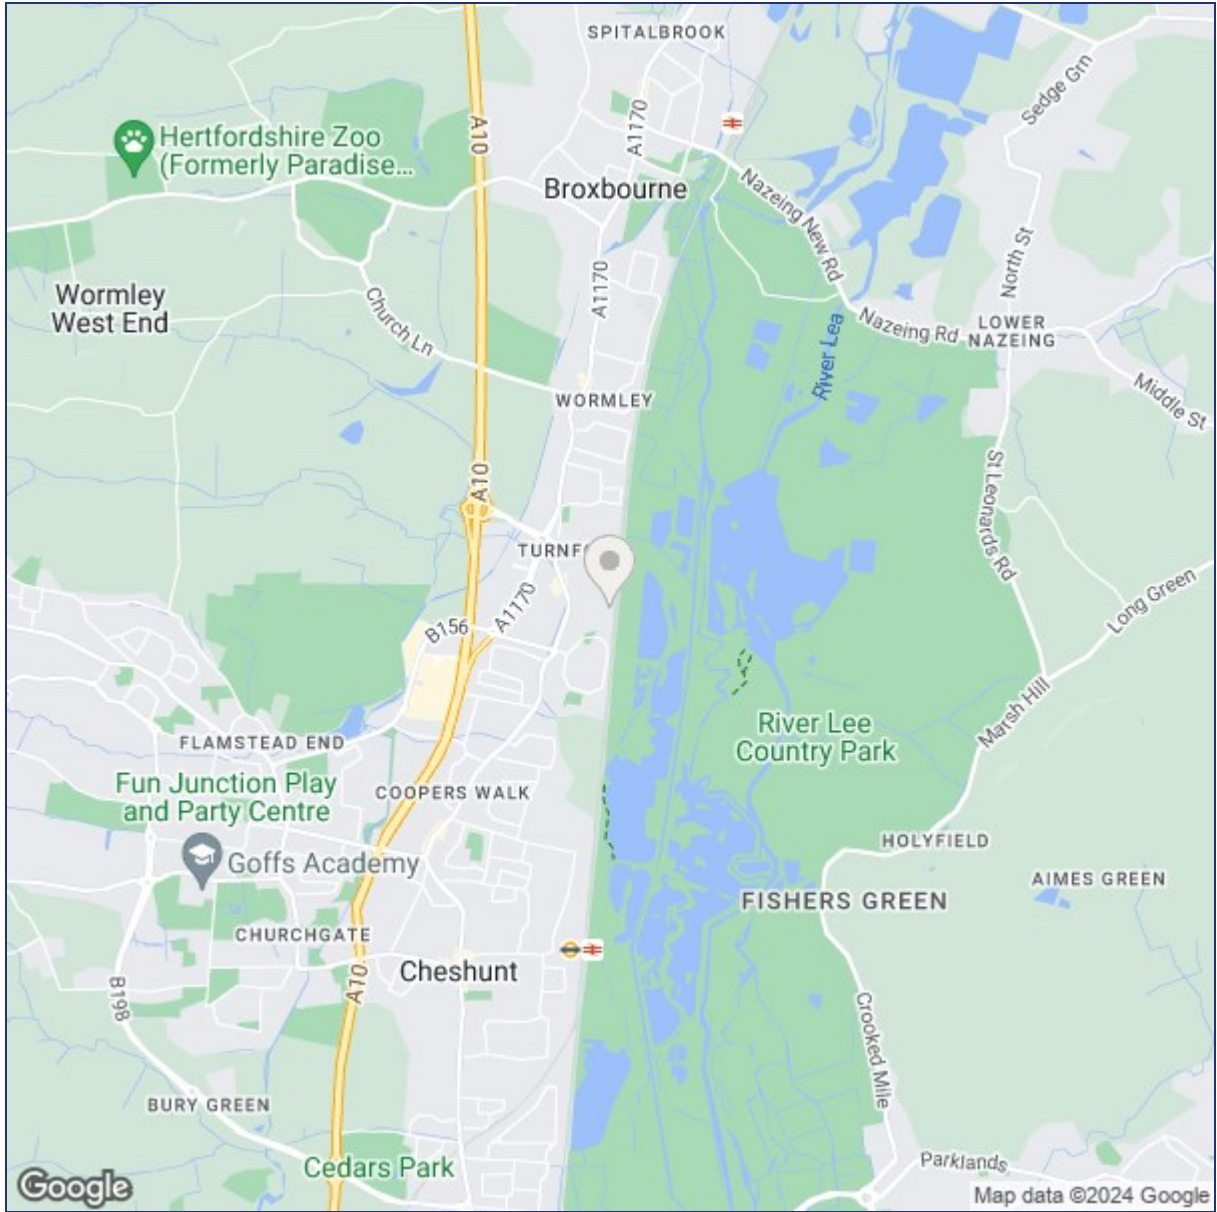 SPITALBROOK
Sedge Grn
A10
A1170
Hertfordshire Zoo
(Formerly Paradise...
Broxbourne
Nazeing New Rd
North St
A1170
Wormley
West End
Church Ln
River Lea
Nazeing Rd
LOWER
NAZEING
Middle St
WORMLEY
A10
St Leonards Rd
TURNF
Long Green
A1170
B156
Marsh Hill
River Lee
Country Park
FLAMSTEAD END
Fun Junction Play
and Party Centre
COOPERS WALK
HOLYFIELD
Goffs Academy
AIMES GREEN
FISHERS GREEN
CHURCHGATE
Cheshunt
A10
B198
Crooked Mile
BURY GREEN
Cedars Park
Parklands
Google
Map data ©2024 Google